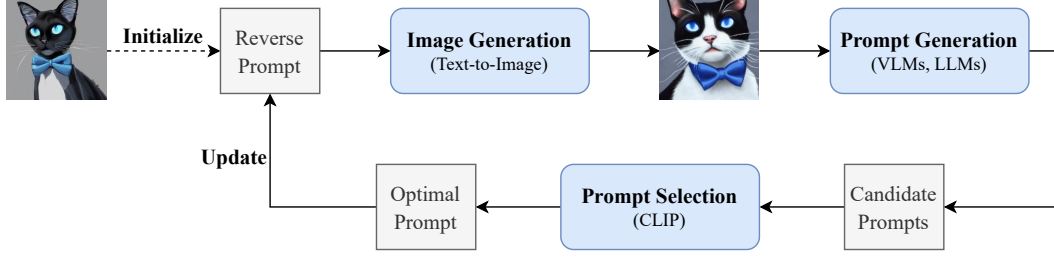 Initialize
Reverse
Prompt
Image Generation
(Text-to-Image)
Prompt Generation
(VLMs, LLMs)
Update
Optimal
Prompt
Prompt Selection
(CLIP)
Candidate
Prompts